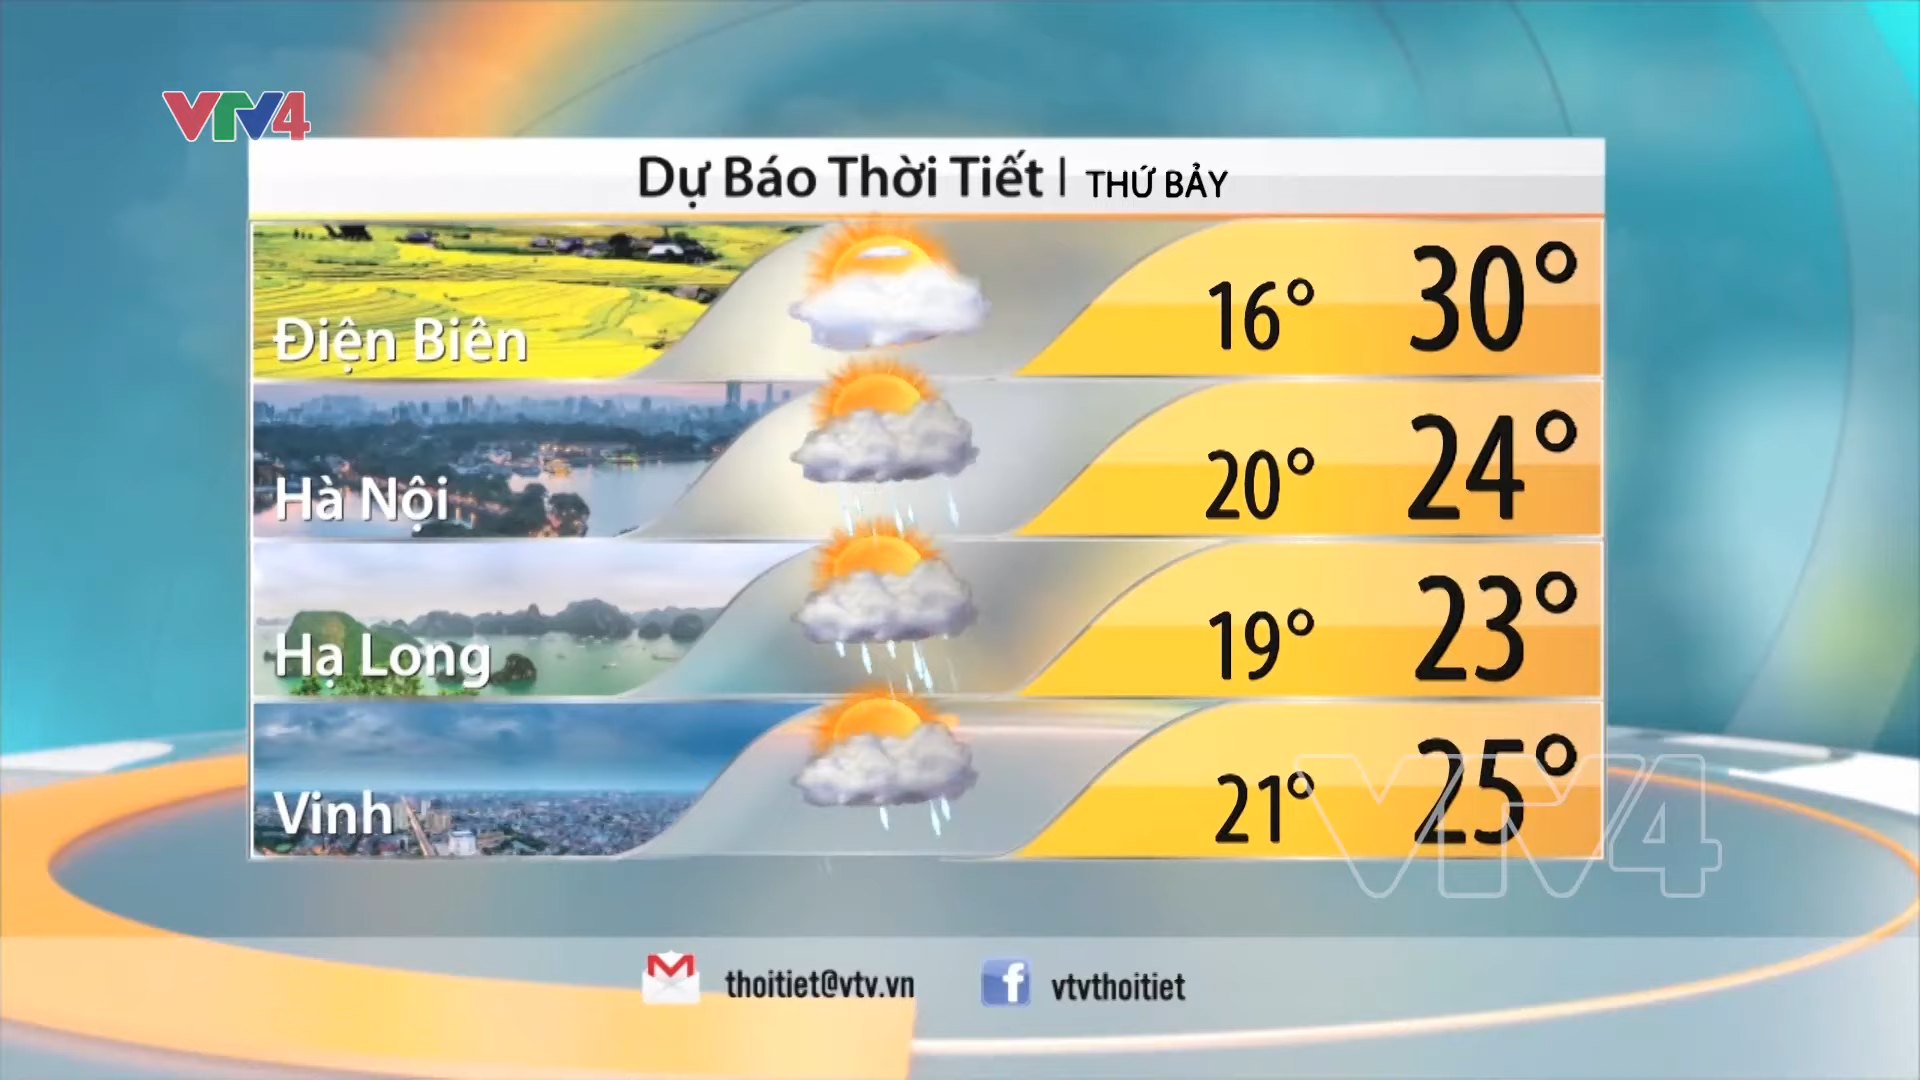 VTV4
Dự Báo Thời Tiết | THỨ BẢY
Điện Biên 16° 30°
Hà Nội 20° 24°
Hạ Long 19° 23°
Vinh 21° 25°
VTV4
thoitiet@vtv.vn vtvthoitiet